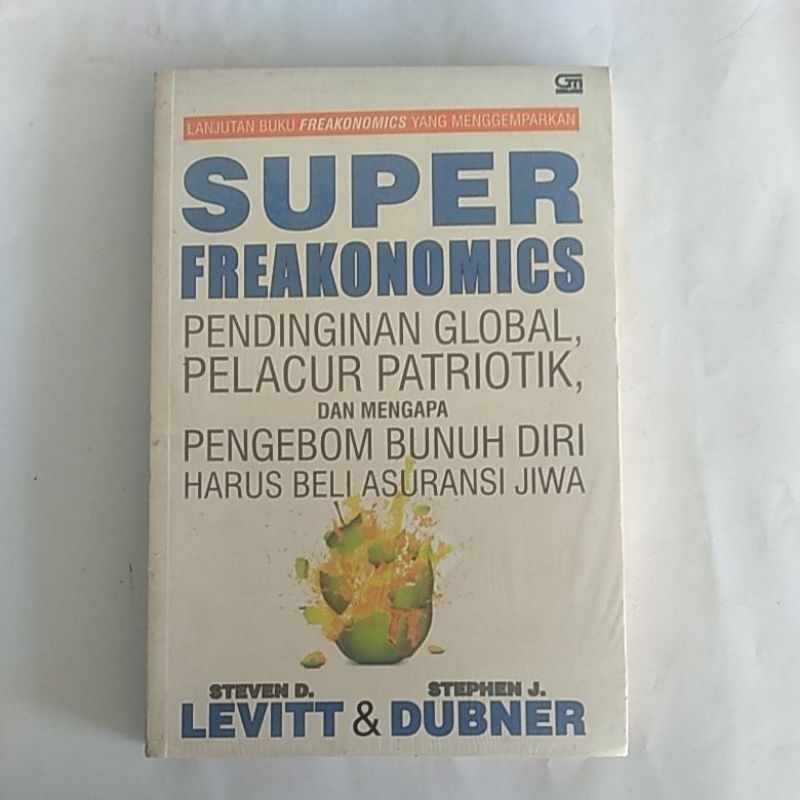 GM
LANJUTAN BUKU FREAKONOMICS YANG MENGGEMPARKAN
SUPER
FREAKONOMICS
PENDINGINAN GLOBAL,
PELACUR PATRIOTIK,
DAN MENGAPA
PENGEBOM BUNUH DIRI
HARUS BELI ASURANSI JIWA
STEVEN D. STEPHEN J.
LEVITT & DUBNER